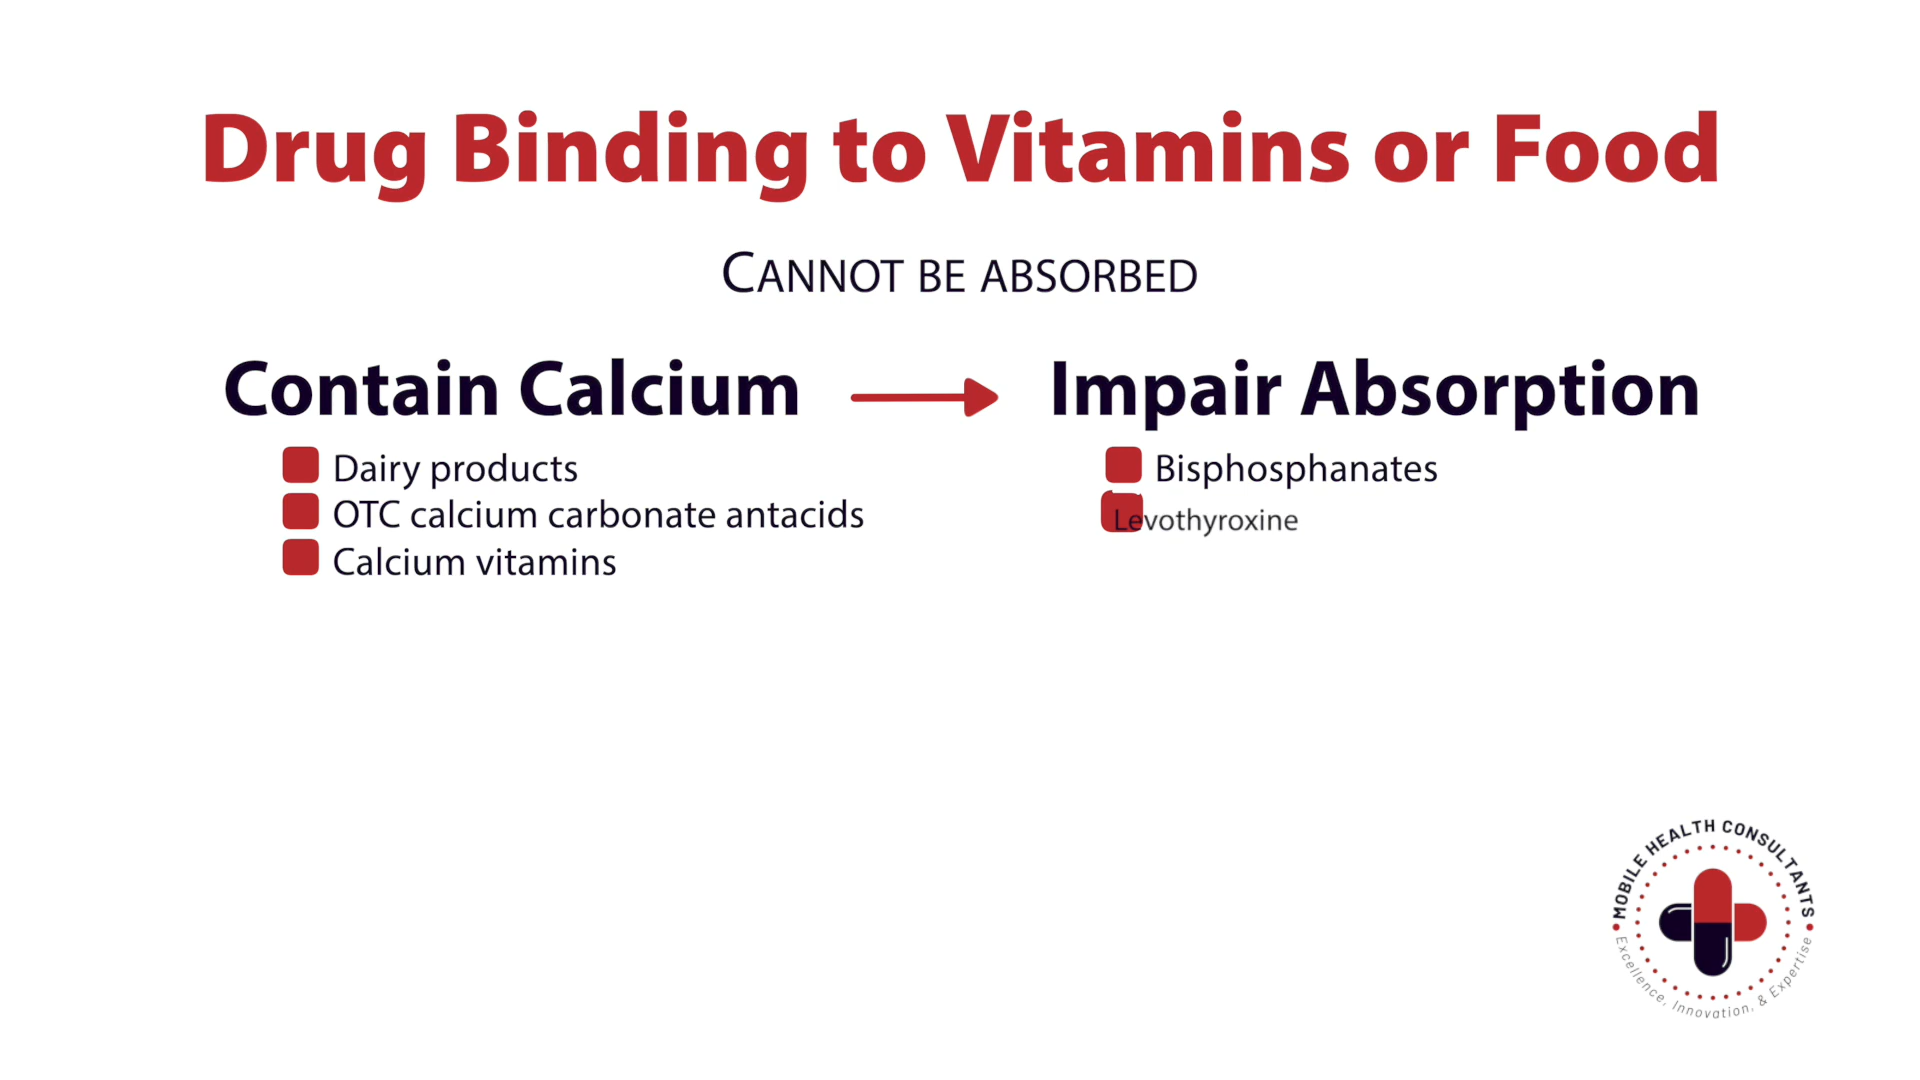 Drug Binding to Vitamins or Food
CANNOT BE ABSORBED
Contain Calcium
Dairy products
OTC calcium carbonate antacids
Calcium vitamins
Impair Absorption
Bisphosphanates
Levothyroxine
MOBILE HEALTH CONSULTANTS
Excellence, Innovation, & Expertise